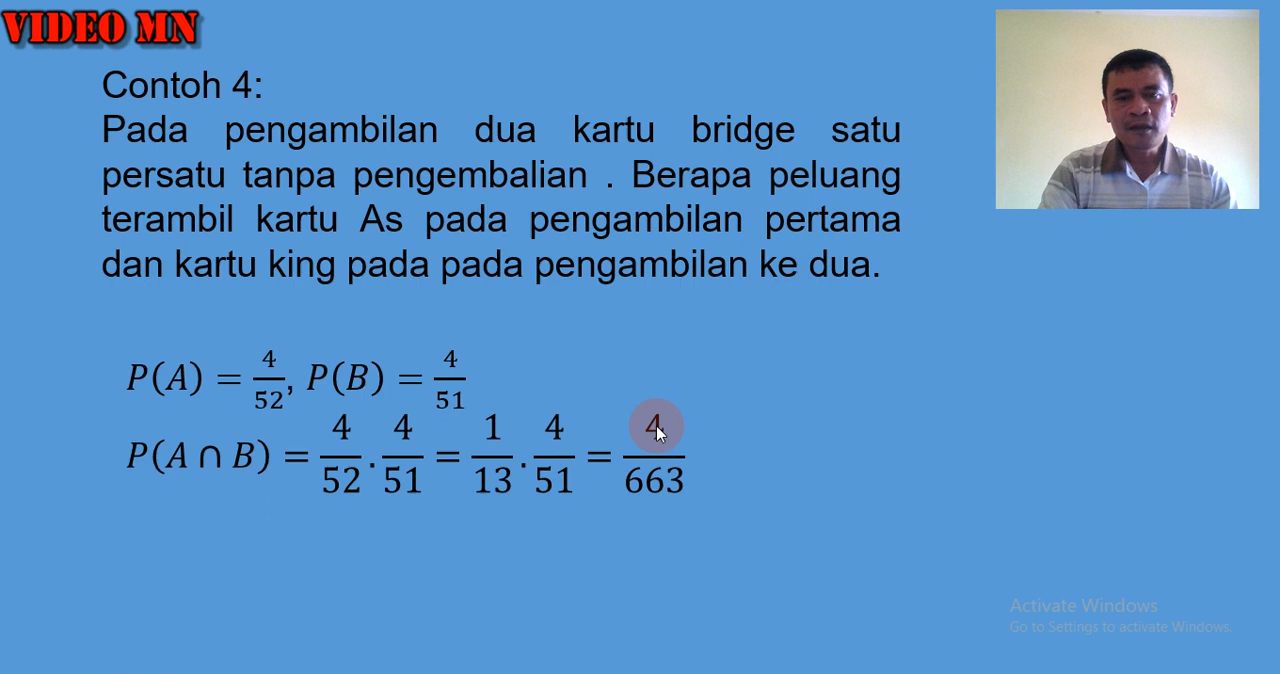 VIDEO MN
Contoh 4:
Pada pengambilan dua kartu bridge satu
persatu tanpa pengembalian . Berapa peluang
terambil kartu As pada pengambilan pertama
dan kartu king pada pada pengambilan ke dua.
P(A) = 4/52, P(B) = 4/51
P(A ∩ B) = 4/52 . 4/51 = 1/13 . 4/51 = 4/663
Activate Windows
Go to Settings to activate Windows.